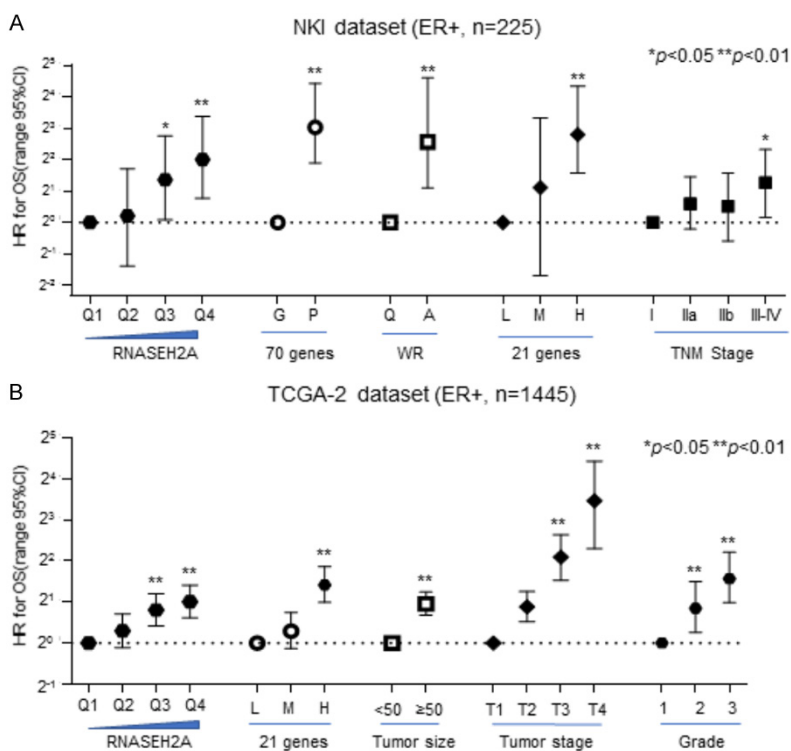 A
NKI dataset (ER+, n=225)
*p<0.05 **p<0.01
HR for OS(range 95%CI)
2⁵
2⁴
2³
2²
2¹
2⁰
2⁻¹
2⁻²
* ** ** ** ** *
Q1 Q2 Q3 Q4 G P Q A L M H I IIa IIb III-IV
RNASEH2A 70 genes WR 21 genes TNM Stage
B
TCGA-2 dataset (ER+, n=1445)
*p<0.05 **p<0.01
HR for OS(range 95%CI)
2⁵
2⁴
2³
2²
2¹
2⁰
2⁻¹
** ** ** ** ** ** ** **
Q1 Q2 Q3 Q4 L M H <50 ≥50 T1 T2 T3 T4 1 2 3
RNASEH2A 21 genes Tumor size Tumor stage Grade